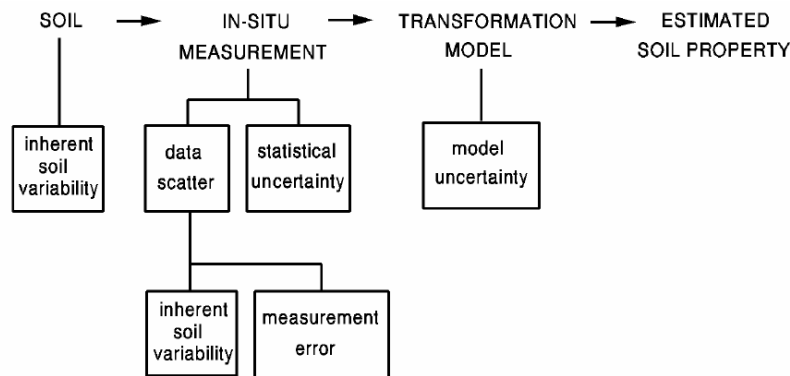 SOIL
IN-SITU
MEASUREMENT
TRANSFORMATION
MODEL
ESTIMATED
SOIL PROPERTY
inherent
soil
variability
data
scatter
statistical
uncertainty
model
uncertainty
inherent
soil
variability
measurement
error